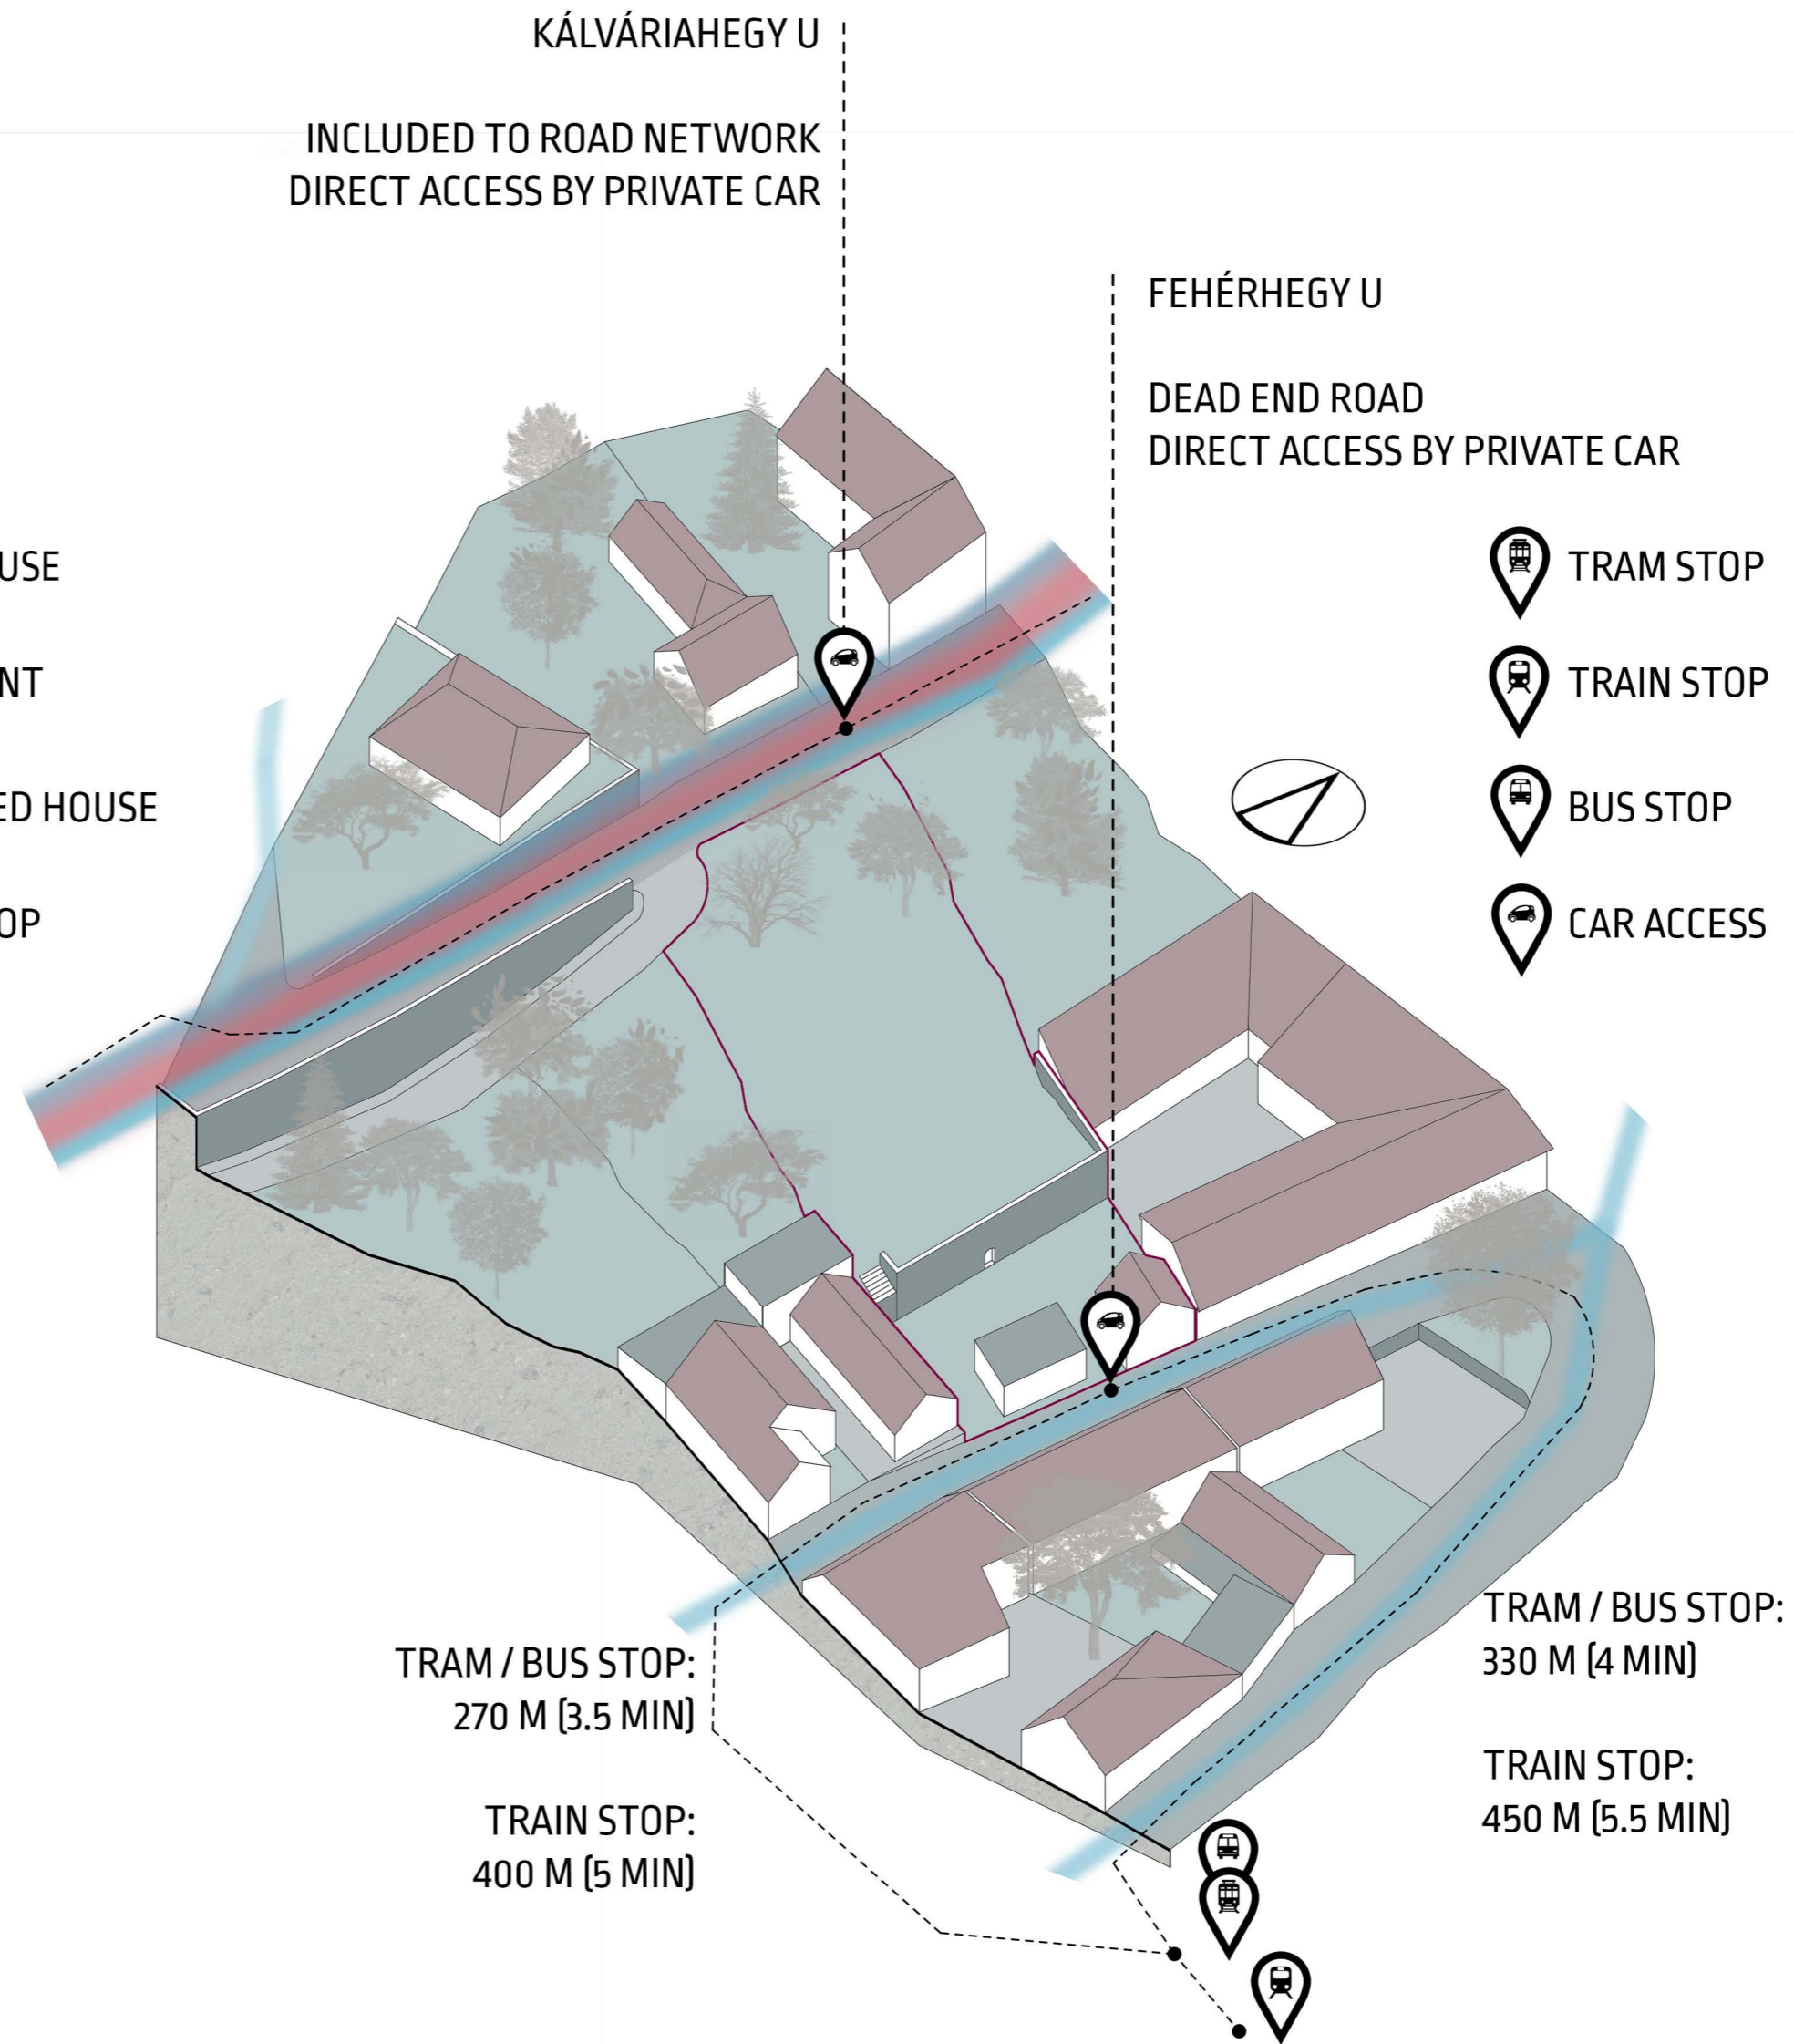 KÁLVÁRIAHEGY U
INCLUDED TO ROAD NETWORK
DIRECT ACCESS BY PRIVATE CAR
FEHÉRHEGY U
DEAD END ROAD
DIRECT ACCESS BY PRIVATE CAR
USE
NT
ED HOUSE
OP
TRAM STOP
TRAIN STOP
BUS STOP
CAR ACCESS
TRAM / BUS STOP:
270 M (3.5 MIN)
TRAIN STOP:
400 M (5 MIN)
TRAM / BUS STOP:
330 M (4 MIN)
TRAIN STOP:
450 M (5.5 MIN)